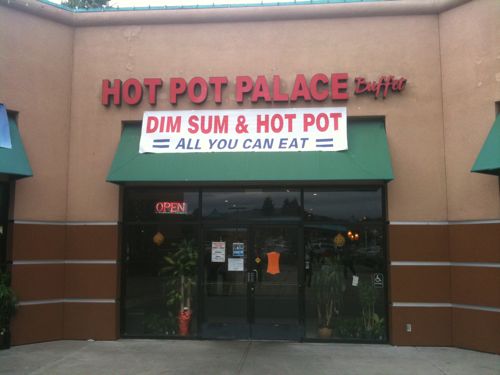 HOT POT PALACE Buffet
DIM SUM & HOT POT
ALL YOU CAN EAT
OPEN